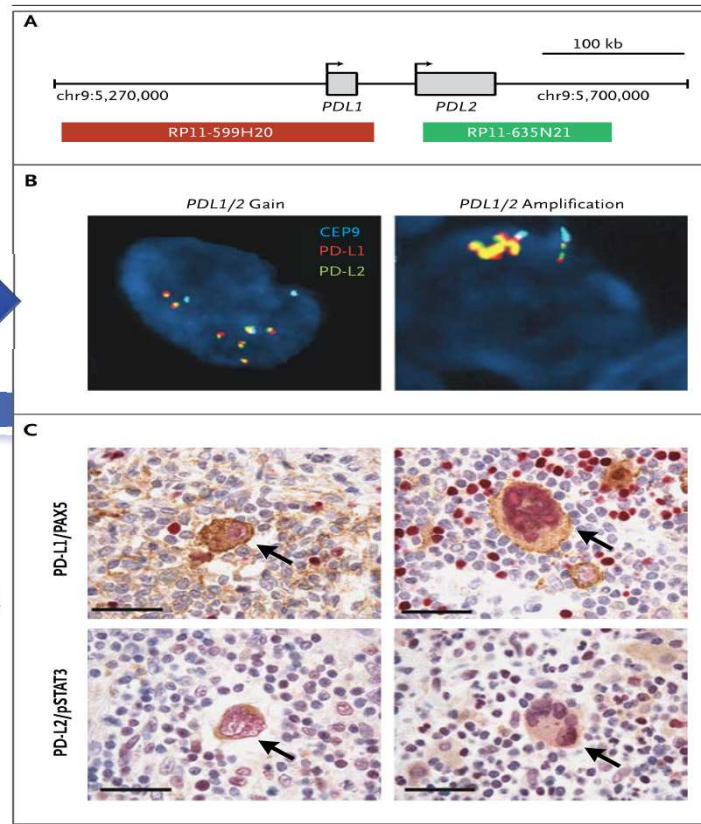 A
100 kb
chr9:5,270,000
PDL1
PDL2
chr9:5,700,000
RP11-599H20
RP11-635N21
B
PDL1/2 Gain
PDL1/2 Amplification
CEP9
PD-L1
PD-L2
C
PD-L1/PAX5
PD-L2/pSTAT3